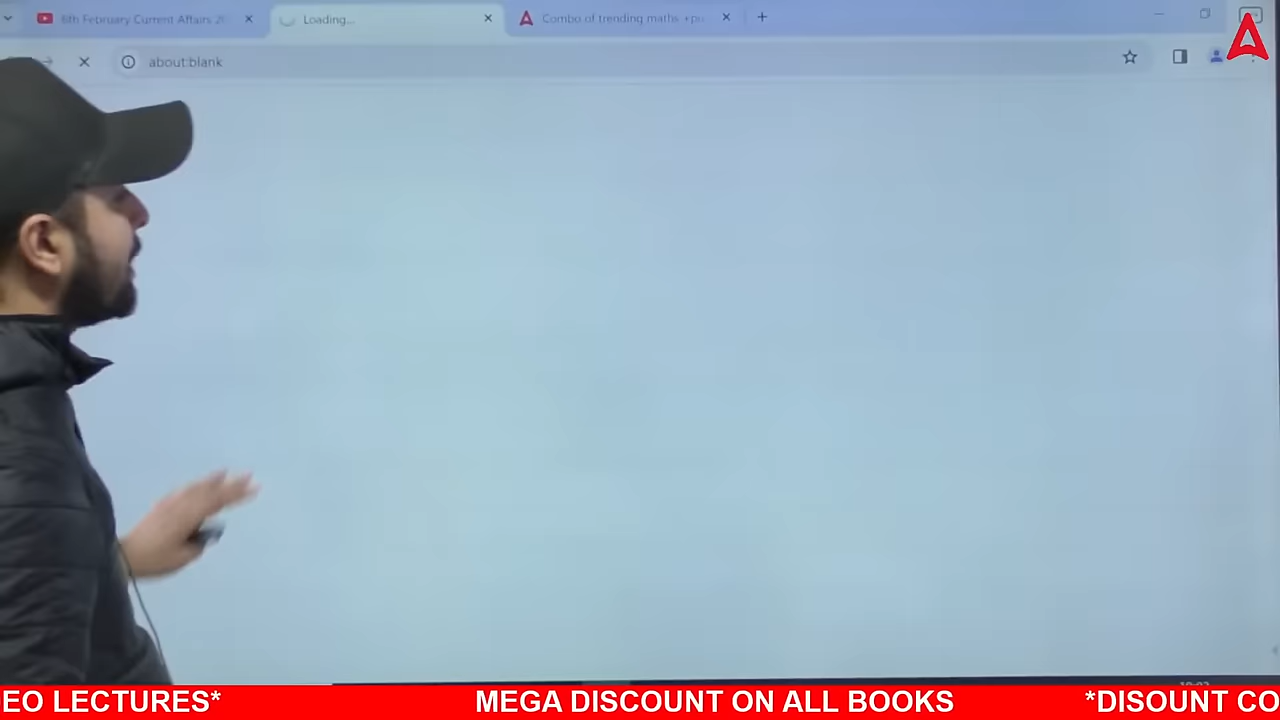 6th February Current Affairs 20
Loading...
Combo of trending maths +pu
about:blank
EO LECTURES* MEGA DISCOUNT ON ALL BOOKS *DISOUNT CO